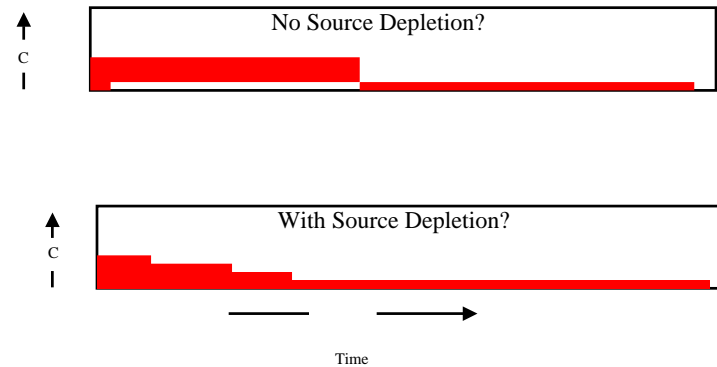 No Source Depletion?
C
With Source Depletion?
C
Time